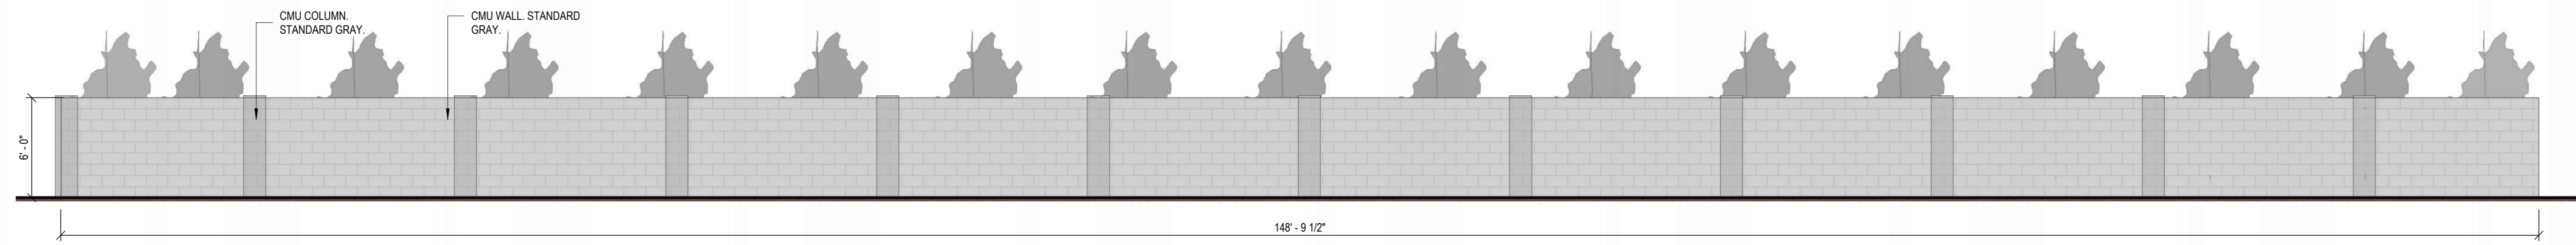 CMU COLUMN.
STANDARD GRAY.
CMU WALL. STANDARD
GRAY.
6' - 0"
148' - 9 1/2"